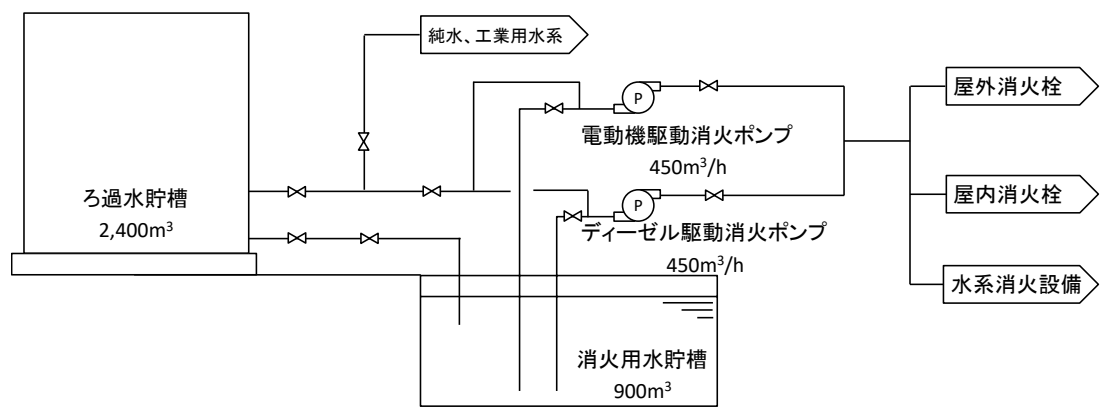 純水、工業用水系
P
電動機駆動消火ポンプ
450m³/h
屋外消火栓
ろ過水貯槽
2,400m³
P
ディーゼル駆動消火ポンプ
450m³/h
屋内消火栓
水系消火設備
消火用水貯槽
900m³